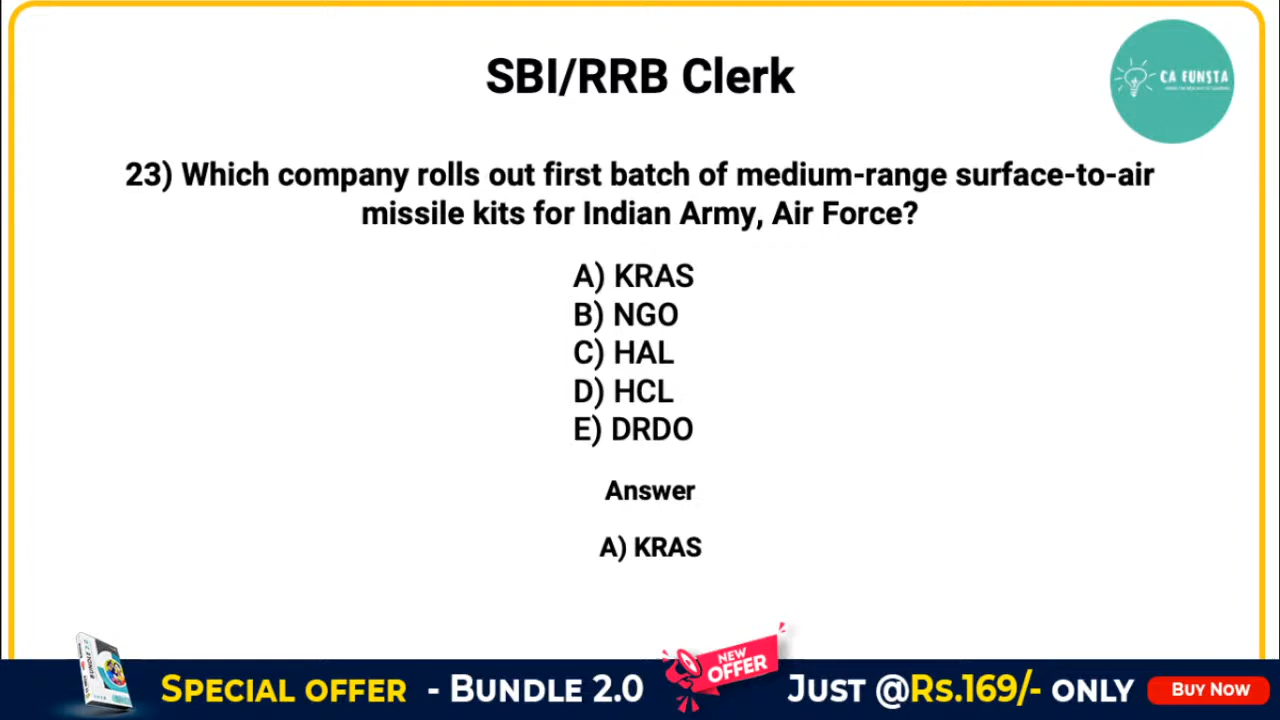 SBI/RRB Clerk
CA FUNSTA
23) Which company rolls out first batch of medium-range surface-to-air
missile kits for Indian Army, Air Force?
A) KRAS
B) NGO
C) HAL
D) HCL
E) DRDO
Answer
A) KRAS
SPECIAL OFFER - BUNDLE 2.0 NEW OFFER JUST @Rs.169/- ONLY Buy Now